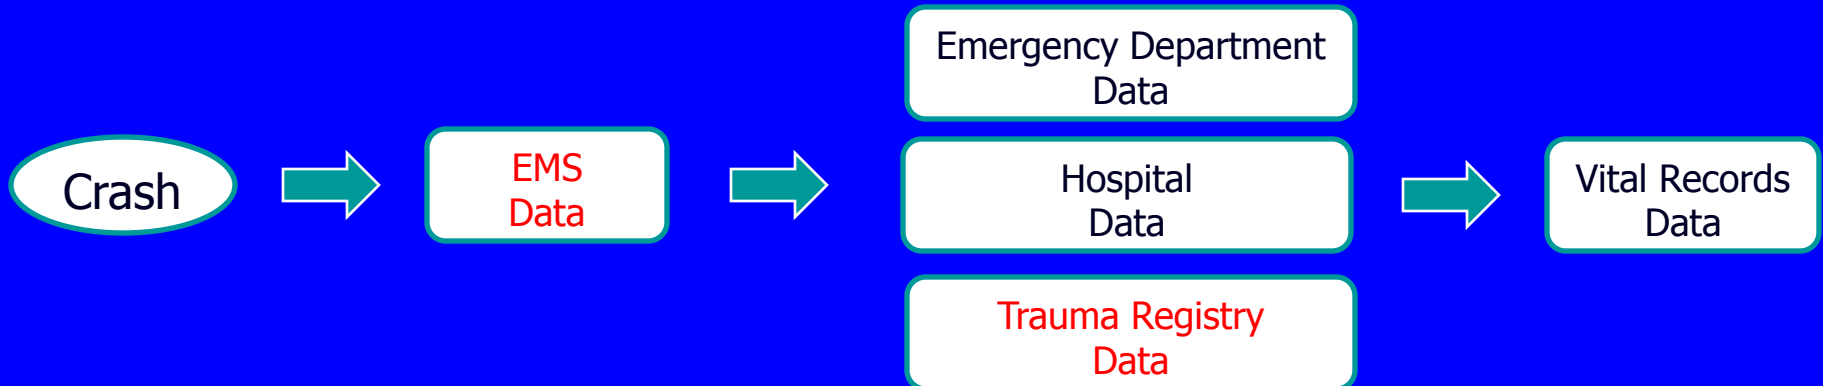 Crash
EMS
Data
Emergency Department
Data
Hospital
Data
Trauma Registry
Data
Vital Records
Data